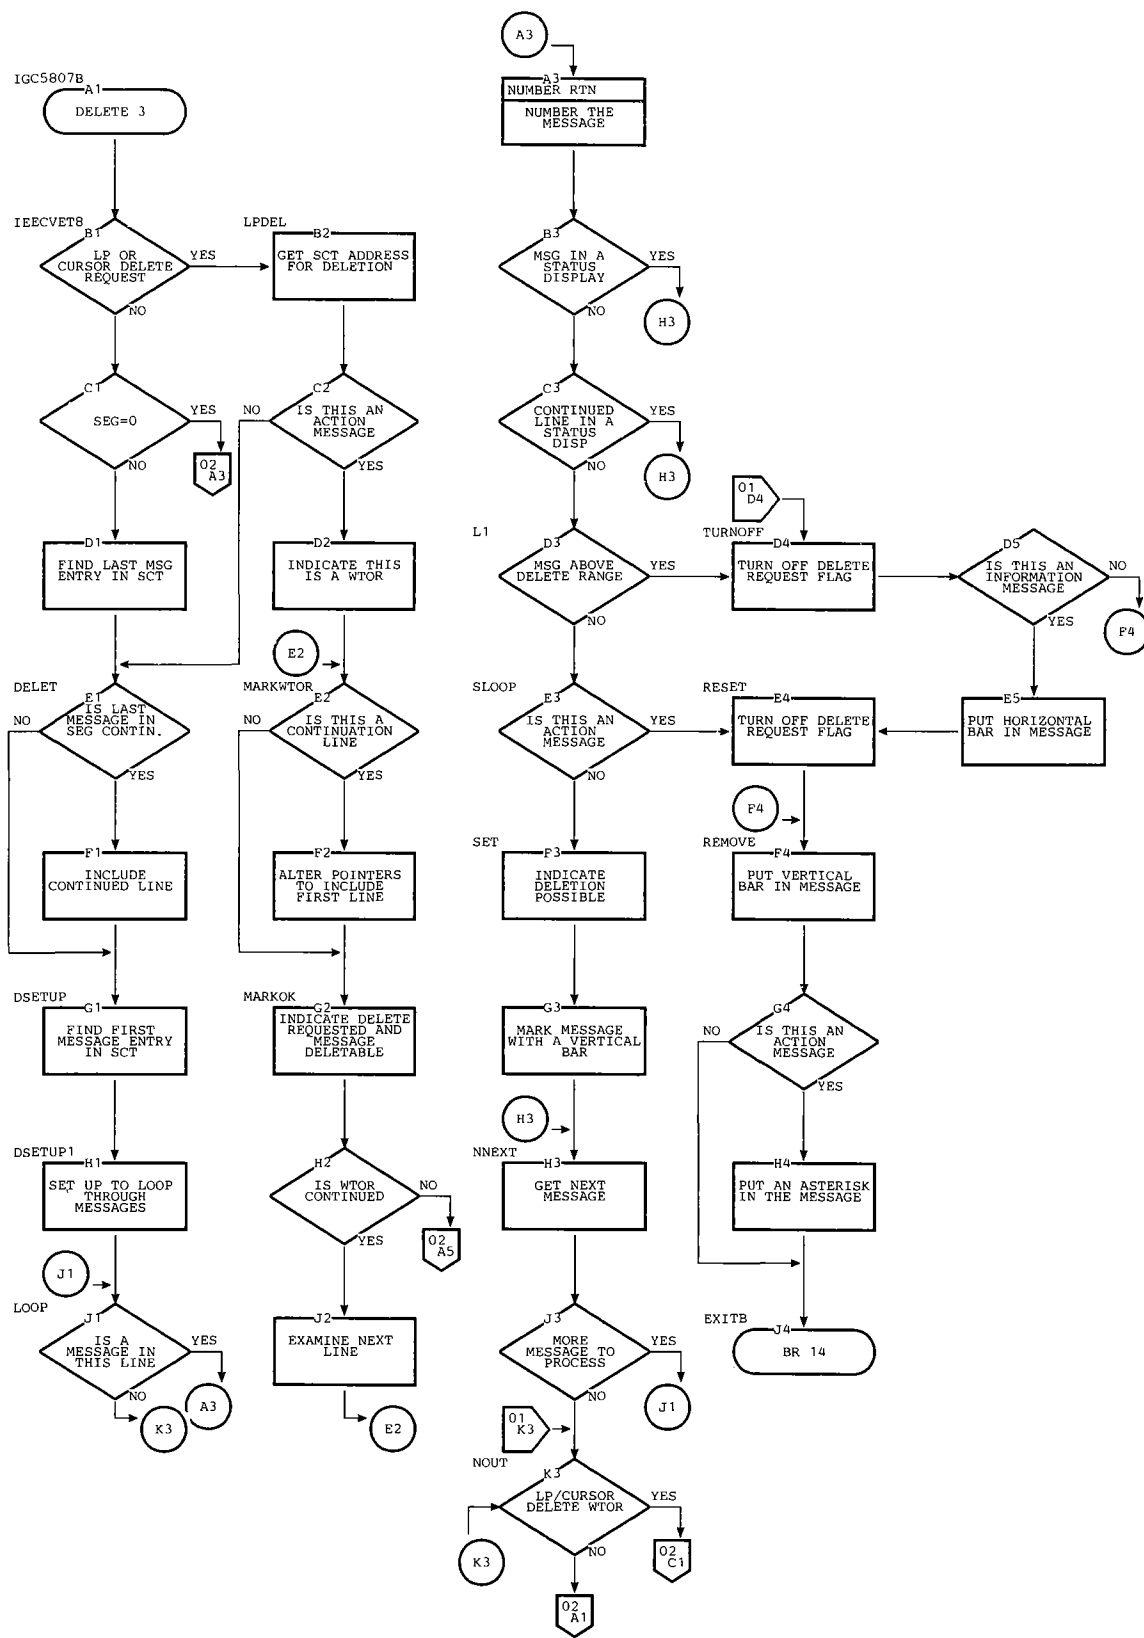 IGC5807B
A1
DELETE 3
IEECVET8
B1
LP OR
CURSOR DELETE
REQUEST
YES
NO
C1
SEG=0
YES
02
A3
NO
D1
FIND LAST MSG
ENTRY IN SCT
DELET
E1
IS LAST
MESSAGE IN
SEG CONTIN.
NO
YES
F1
INCLUDE
CONTINUED LINE
DSETUP
G1
FIND FIRST
MESSAGE ENTRY
IN SCT
DSETUP1
H1
SET UP TO LOOP
THROUGH
MESSAGES
J1
LOOP
J1
IS A
MESSAGE IN
THIS LINE
YES
A3
NO
K3
LPDEL
B2
GET SCT ADDRESS
FOR DELETION
C2
IS THIS AN
ACTION
MESSAGE
NO
YES
D2
INDICATE THIS
IS A WTOR
E2
MARKWTOR
E2
IS THIS A
CONTINUATION
LINE
NO
YES
F2
ALTER POINTERS
TO INCLUDE
FIRST LINE
MARKOK
G2
INDICATE DELETE
REQUESTED AND
MESSAGE
DELETABLE
H2
IS WTOR
CONTINUED
NO
02
A5
YES
J2
EXAMINE NEXT
LINE
E2
A3
A3
NUMBER RTN
NUMBER THE
MESSAGE
B3
MSG IN A
STATUS
DISPLAY
YES
H3
NO
C3
CONTINUED
LINE IN A
STATUS
DISP
YES
H3
NO
L1
D3
MSG ABOVE
DELETE RANGE
YES
NO
SLOOP
E3
IS THIS AN
ACTION
MESSAGE
YES
NO
SET
F3
INDICATE
DELETION
POSSIBLE
G3
MARK MESSAGE
WITH A VERTICAL
BAR
H3
NNEXT
H3
GET NEXT
MESSAGE
J3
MORE
MESSAGE TO
PROCESS
YES
J1
NO
01
K3
NOUT
K3
LP/CURSOR
DELETE WTOR
YES
02
C1
K3
NO
02
A1
01
D4
TURNOFF
D4
TURN OFF DELETE
REQUEST FLAG
D5
IS THIS AN
INFORMATION
MESSAGE
NO
F4
YES
E5
PUT HORIZONTAL
BAR IN MESSAGE
RESET
E4
TURN OFF DELETE
REQUEST FLAG
F4
REMOVE
F4
PUT VERTICAL
BAR IN MESSAGE
G4
IS THIS AN
ACTION
MESSAGE
NO
YES
H4
PUT AN ASTERISK
IN THE MESSAGE
EXITB
J4
BR 14